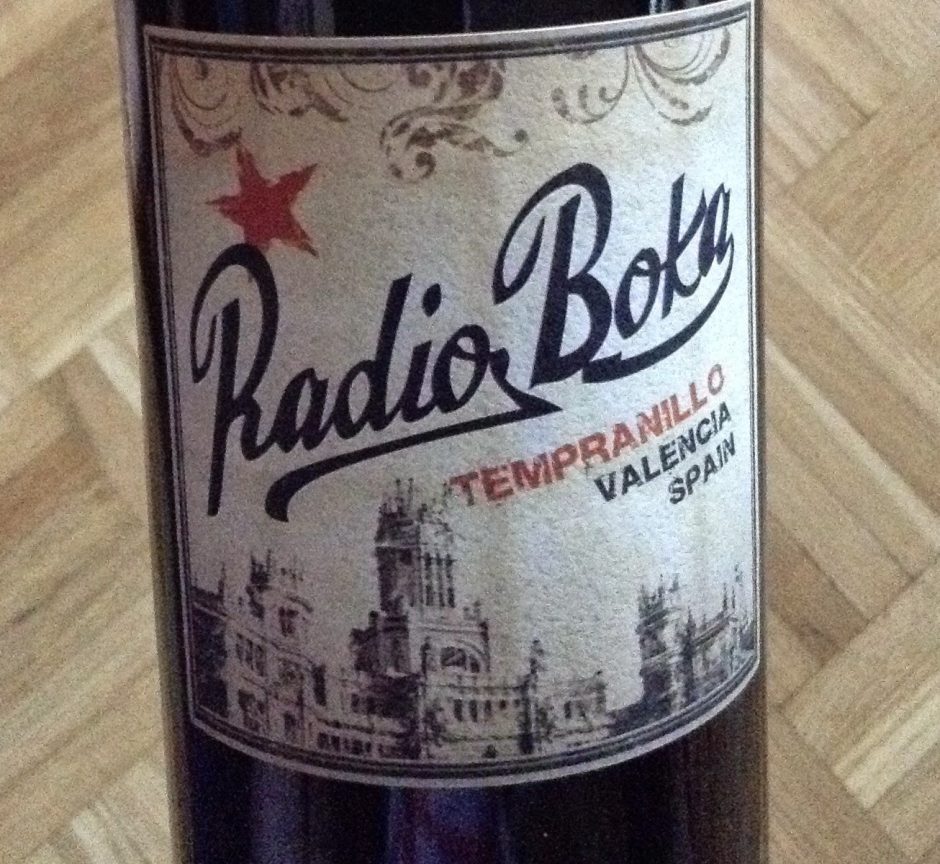 Radio Boka
TEMPRANILLO
VALENCIA
SPAIN